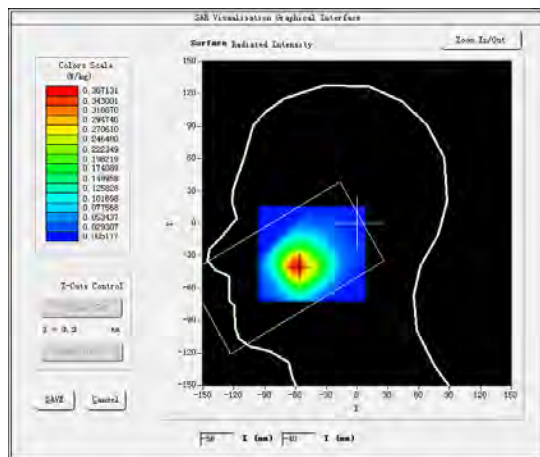 SAR Visualisation Graphical Interface
Surface Radiated Intensity
Zoom In/Out
Colors Scale
(W/kg)
0.367131
0.343001
0.318870
0.294740
0.270610
0.246480
0.222349
0.198219
0.174089
0.149958
0.125828
0.101698
0.077568
0.053437
0.029307
0.005177
150
120
90
60
30
0
-30
-60
-90
-120
-150
-150 -120 -90 -60 -30 0 30 60 90 120 150
Z-Cuts Control
SAVE
Cancel
(mm)
-40
(mm)